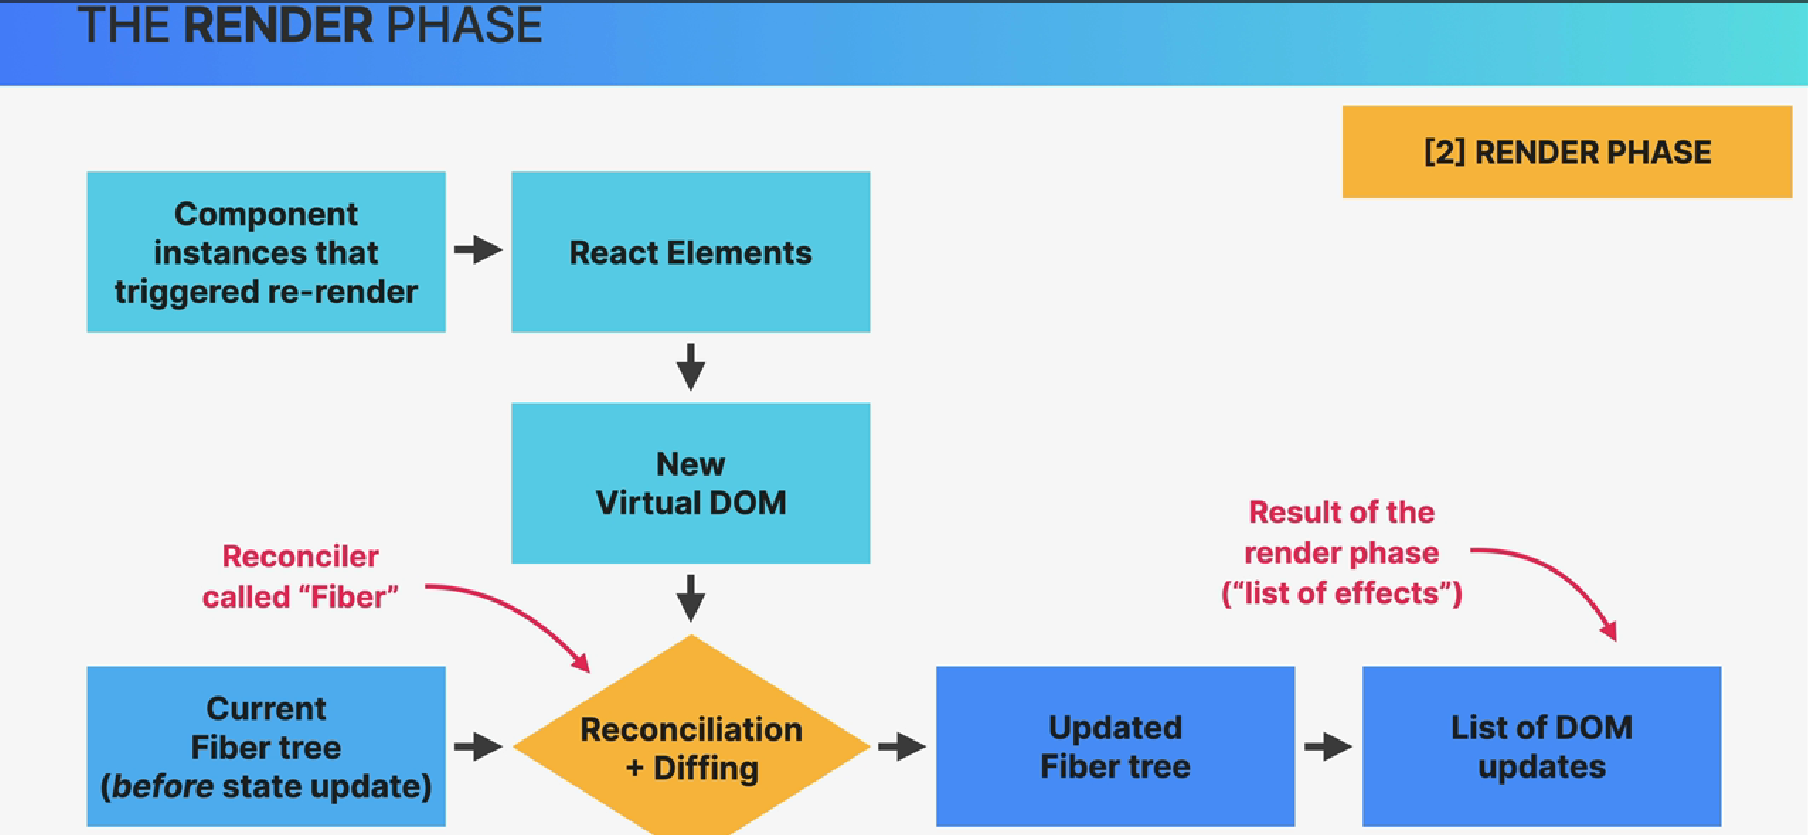 THE RENDER PHASE
[2] RENDER PHASE
Component
instances that
triggered re-render
React Elements
New
Virtual DOM
Reconciler
called “Fiber”
Result of the
render phase
(“list of effects”)
Current
Fiber tree
(before state update)
Reconciliation
+ Diffing
Updated
Fiber tree
List of DOM
updates